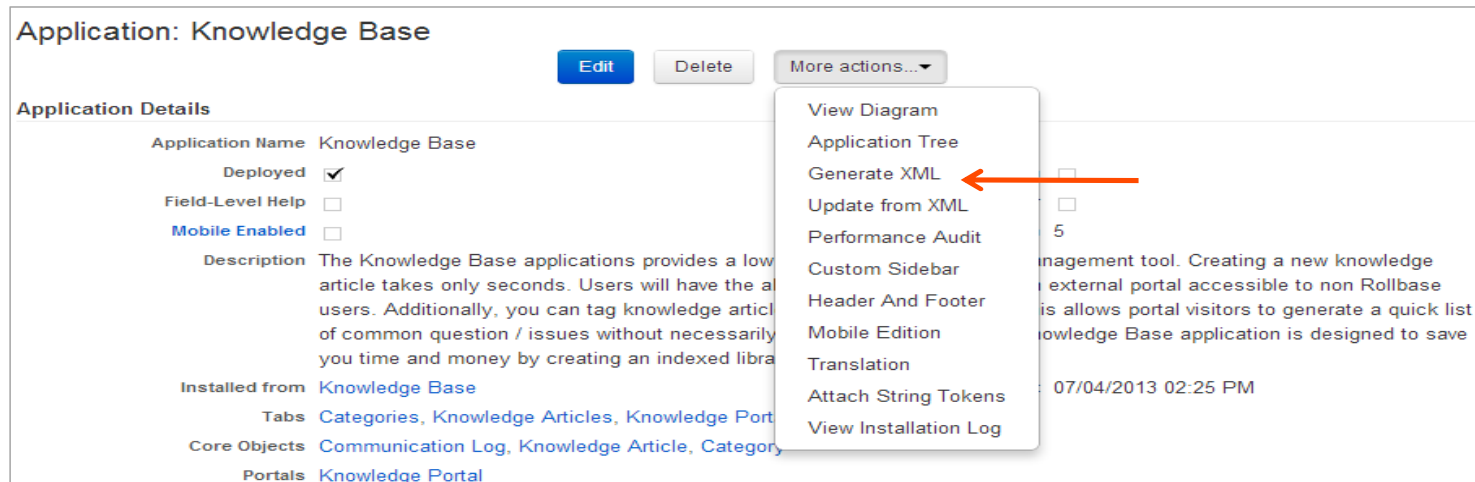 Application: Knowledge Base
Edit Delete More actions...
Application Details
View Diagram
Application Name Knowledge Base
Application Tree
Deployed
Generate XML
Field-Level Help
Update from XML
Mobile Enabled
5
Performance Audit
Description The Knowledge Base applications provides a low
nagement tool. Creating a new knowledge
Custom Sidebar
article takes only seconds. Users will have the
external portal accessible to non Rollbase
Header And Footer
users. Additionally, you can tag knowledge
is allows portal visitors to generate a quick list
Mobile Edition
of common question / issues without necessarily
Base application is designed to save
Translation
you time and money by creating an indexed
Installed from Knowledge Base
07/04/2013 02:25 PM
Attach String Tokens
Tabs Categories, Knowledge Articles, Knowledge
View Installation Log
Core Objects Communication Log, Knowledge Article, Category
Portals Knowledge Portal